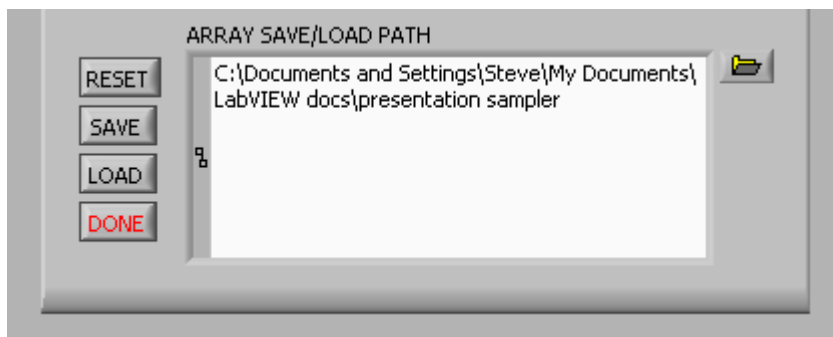 ARRAY SAVE/LOAD PATH
RESET
SAVE
LOAD
DONE
C:\Documents and Settings\Steve\My Documents\
LabVIEW docs\presentation sampler